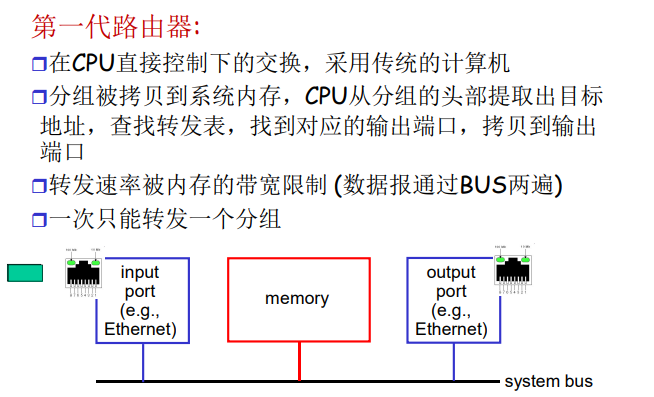 第一代路由器:
在CPU直接控制下的交换，采用传统的计算机
分组被拷贝到系统内存，CPU从分组的头部提取出目标
地址，查找转发表，找到对应的输出端口，拷贝到输出
端口
转发速率被内存的带宽限制 (数据报通过BUS两遍)
一次只能转发一个分组
input
port
(e.g.,
Ethernet)
memory
output
port
(e.g.,
Ethernet)
system bus